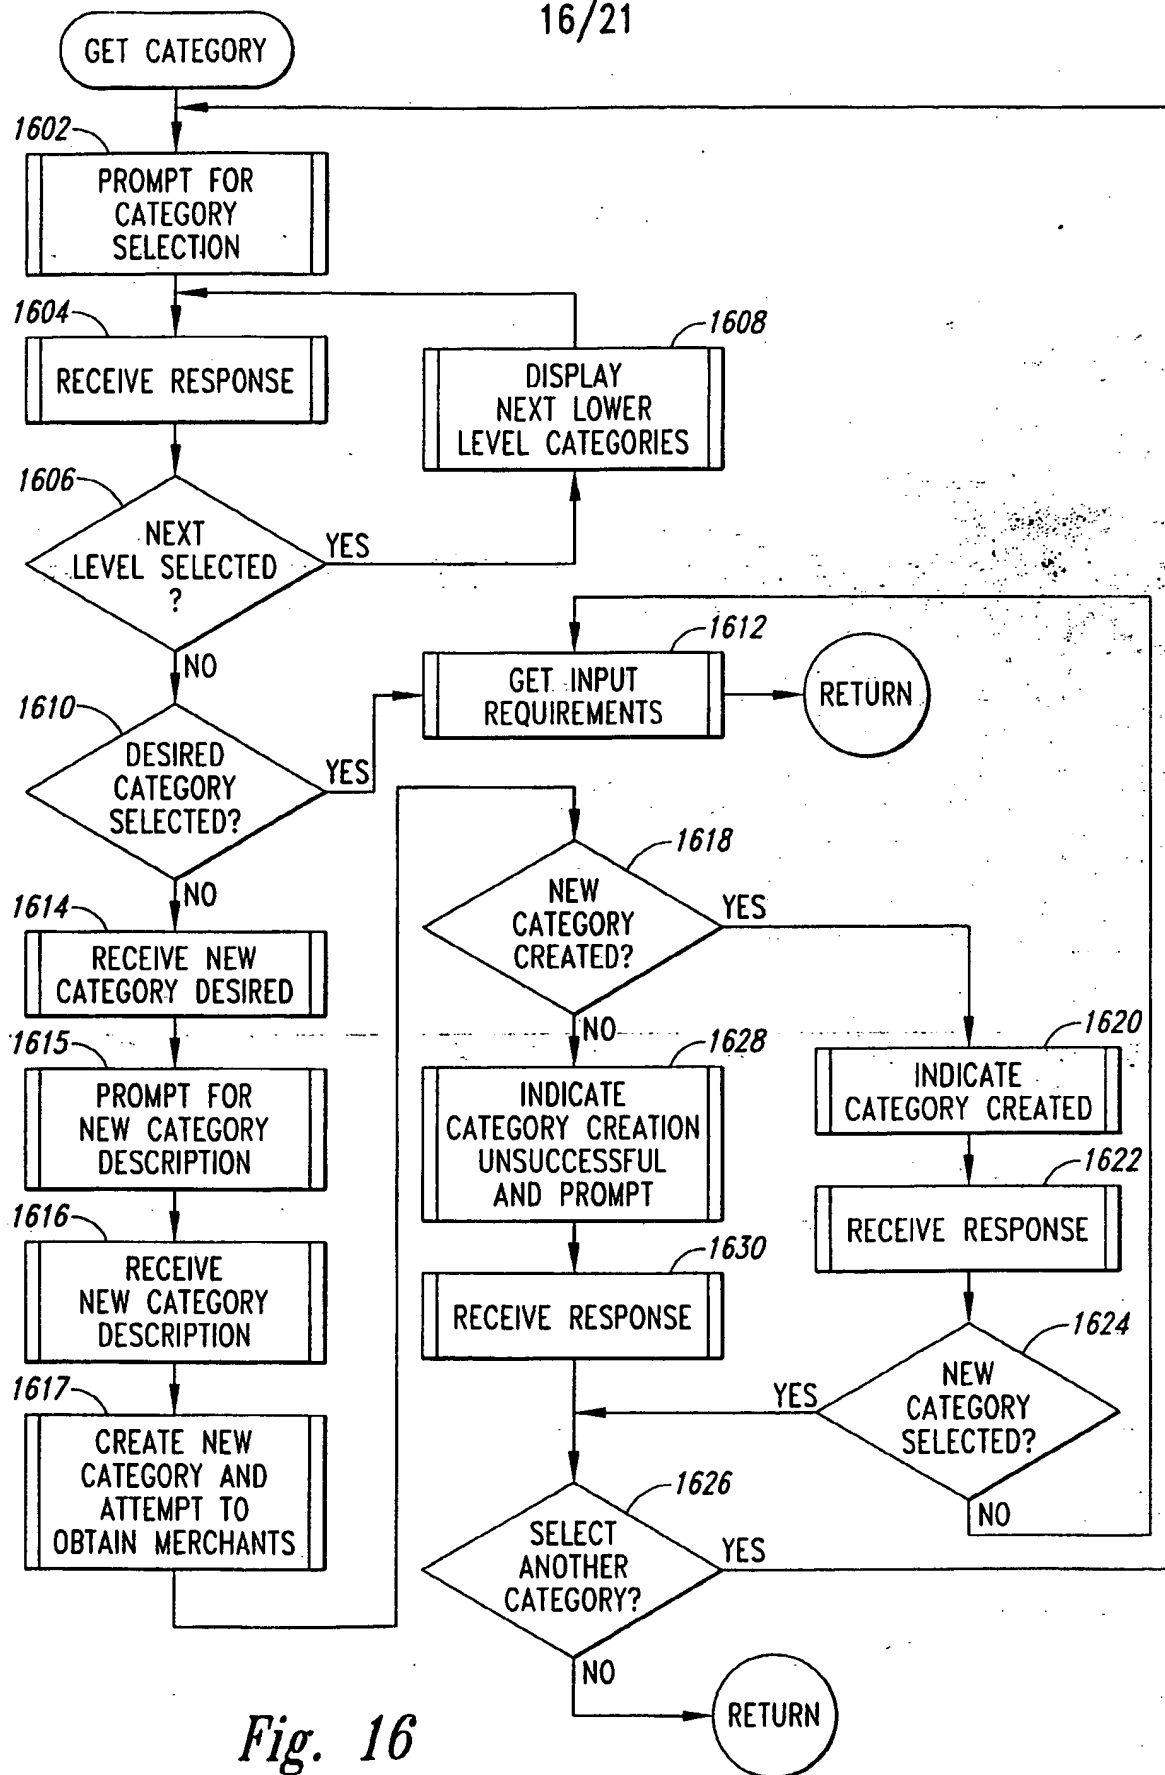 16/21
GET CATEGORY
1602
PROMPT FOR
CATEGORY
SELECTION
1604
RECEIVE RESPONSE
1608
DISPLAY
NEXT LOWER
LEVEL CATEGORIES
1606
NEXT
LEVEL SELECTED
?
YES
NO
1612
GET INPUT
REQUIREMENTS
RETURN
1610
DESIRED
CATEGORY
SELECTED?
YES
NO
1614
RECEIVE NEW
CATEGORY DESIRED
1615
PROMPT FOR
NEW CATEGORY
DESCRIPTION
1616
RECEIVE
NEW CATEGORY
DESCRIPTION
1617
CREATE NEW
CATEGORY AND
ATTEMPT TO
OBTAIN MERCHANTS
1618
NEW
CATEGORY
CREATED?
YES
NO
1628
INDICATE
CATEGORY CREATION
UNSUCCESSFUL
AND PROMPT
1630
RECEIVE RESPONSE
1620
INDICATE
CATEGORY CREATED
1622
RECEIVE RESPONSE
1624
NEW
CATEGORY
SELECTED?
YES
NO
1626
SELECT
ANOTHER
CATEGORY?
YES
NO
RETURN
Fig. 16